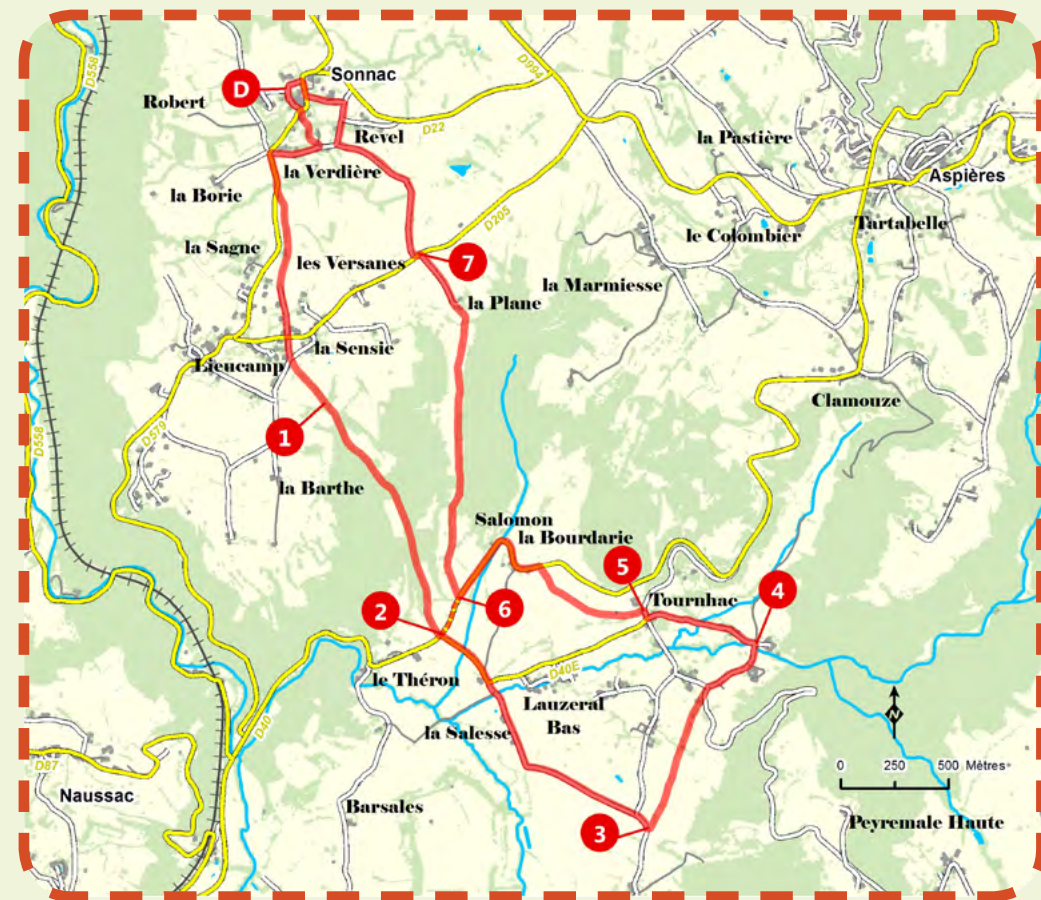 D558
D994
Sonnac
D
Robert
D22
Revel
la Pastière
la Verdière
Aspières
la Borie
D205
Tartabelle
le Colombier
la Sagne
les Versanes
7
la Marmiesse
la Plane
la Sensie
Lieucamp
Clamouze
1
D579
D558
la Barthe
Salomon
la Bourdarie
5
4
2
6
Tournhac
le Théron
D40E
Lauzeral
Bas
la Salesse
D40
N
0 250 500 Mètres
D87
Naussac
Barsales
3
Peyremale Haute